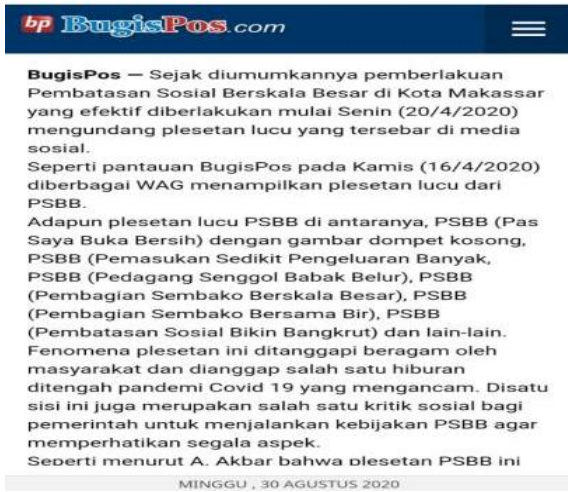 bp BugisPos.com
BugisPos — Sejak diumumkannya pemberlakuan
Pembatasan Sosial Berskala Besar di Kota Makassar
yang efektif diberlakukan mulai Senin (20/4/2020)
mengundang plesetan lucu yang tersebar di media
sosial.
Seperti pantauan BugisPos pada Kamis (16/4/2020)
diberbagai WAG menampilkan plesetan lucu dari
PSBB.
Adapun plesetan lucu PSBB di antaranya, PSBB (Pas
Saya Buka Bersih) dengan gambar dompet kosong,
PSBB (Pemasukan Sedikit Pengeluaran Banyak,
PSBB (Pedagang Senggol Babak Belur), PSBB
(Pembagian Sembako Berskala Besar), PSBB
(Pembagian Sembako Bersama Bir), PSBB
(Pembatasan Sosial Bikin Bangkrut) dan lain-lain.
Fenomena plesetan ini ditanggapi beragam oleh
masyarakat dan dianggap salah satu hiburan
ditengah pandemi Covid 19 yang mengancam. Disatu
sisi ini juga merupakan salah satu kritik sosial bagi
pemerintah untuk menjalankan kebijakan PSBB agar
memperhatikan segala aspek.
Seperti menurut A. Akbar bahwa plesetan PSBB ini
MINGGU , 30 AGUSTUS 2020